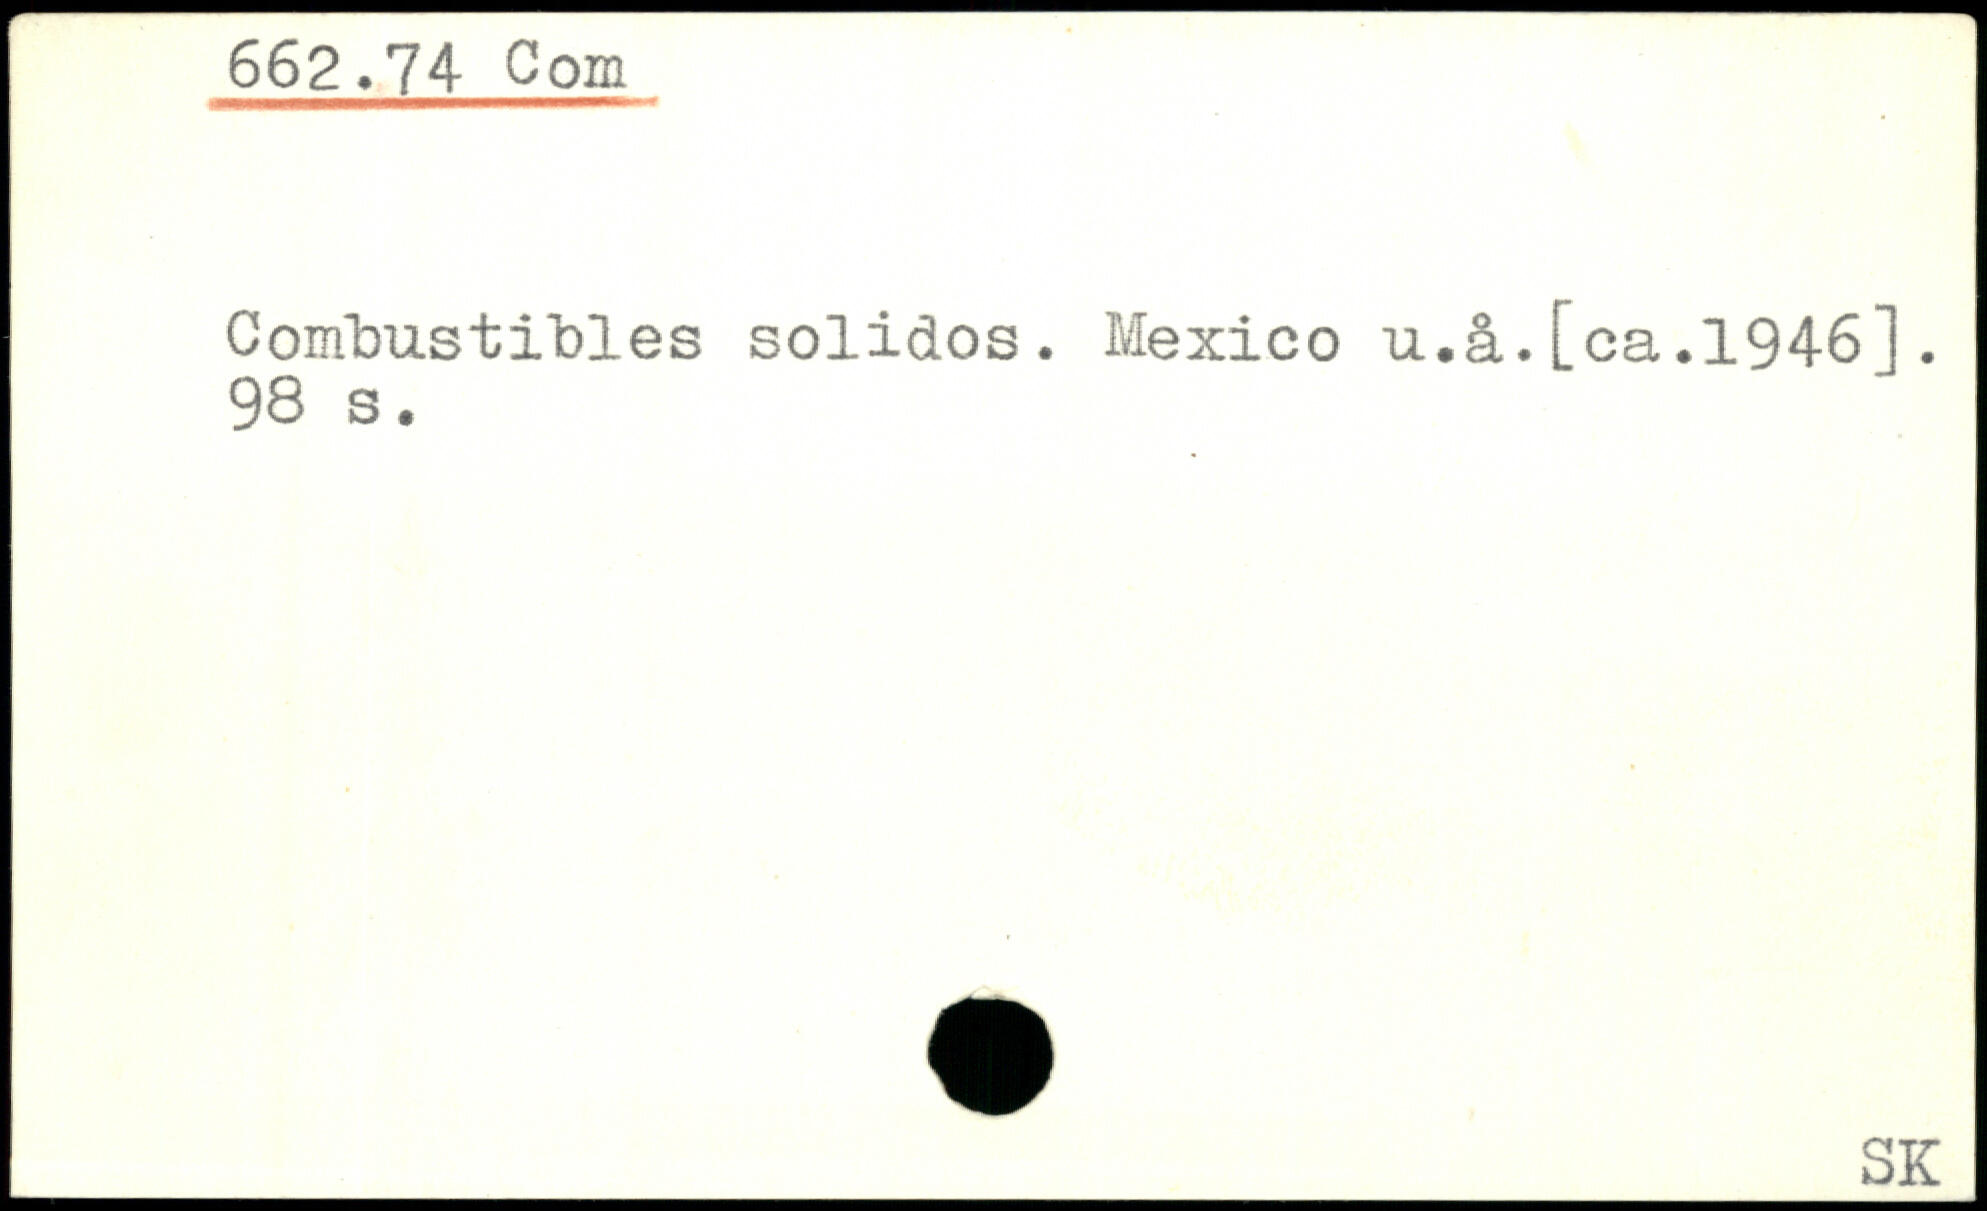 662.74 Com
Combustibles solidos. Mexico u.å.[ca.1946].
98 s.
SK